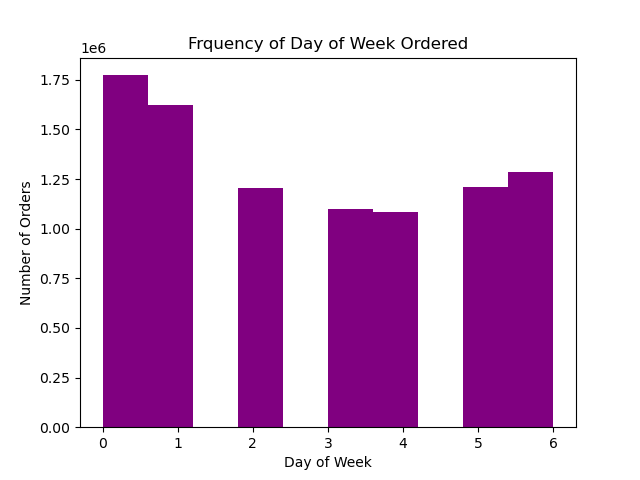 Frquency of Day of Week Ordered
1e6
1.75
1.50
1.25
1.00
0.75
0.50
0.25
0.00
Number of Orders
0 1 2 3 4 5 6
Day of Week